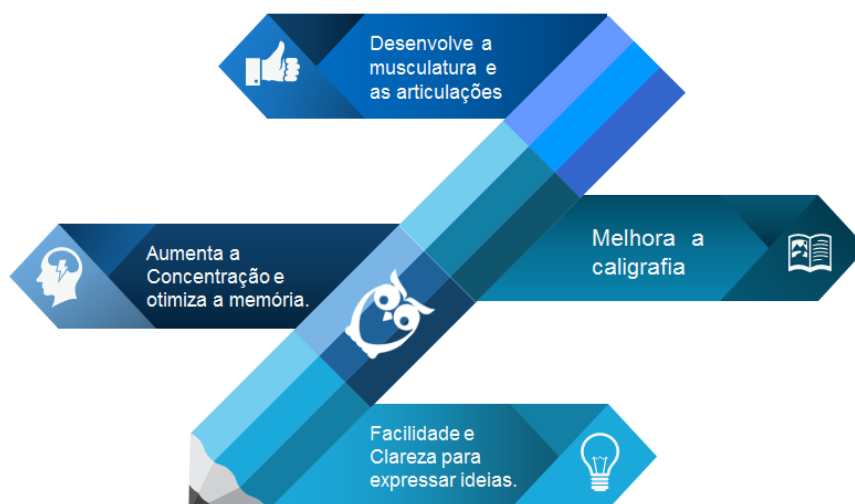 Desenvolve a
musculatura e
as articulações
Aumenta a
Concentração e
otimiza a memória.
Melhora a
caligrafia
Facilidade e
Clareza para
expressar ideias.